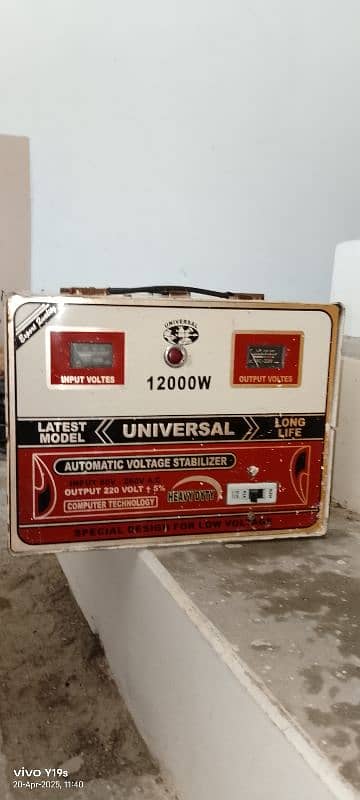 Export Quality
UNIVERSAL
INPUT VOLTES
12000W
OUTPUT VOLTES
LATEST MODEL
UNIVERSAL
LONG LIFE
AUTOMATIC VOLTAGE STABILIZER
OUTPUT 220 VOLT ± 5%
HEAVY DUTY
COMPUTER TECHNOLOGY
SPECIAL DESIGN FOR LOW VOLTAGE
vivo Y19s
20-Apr-2025, 11:40